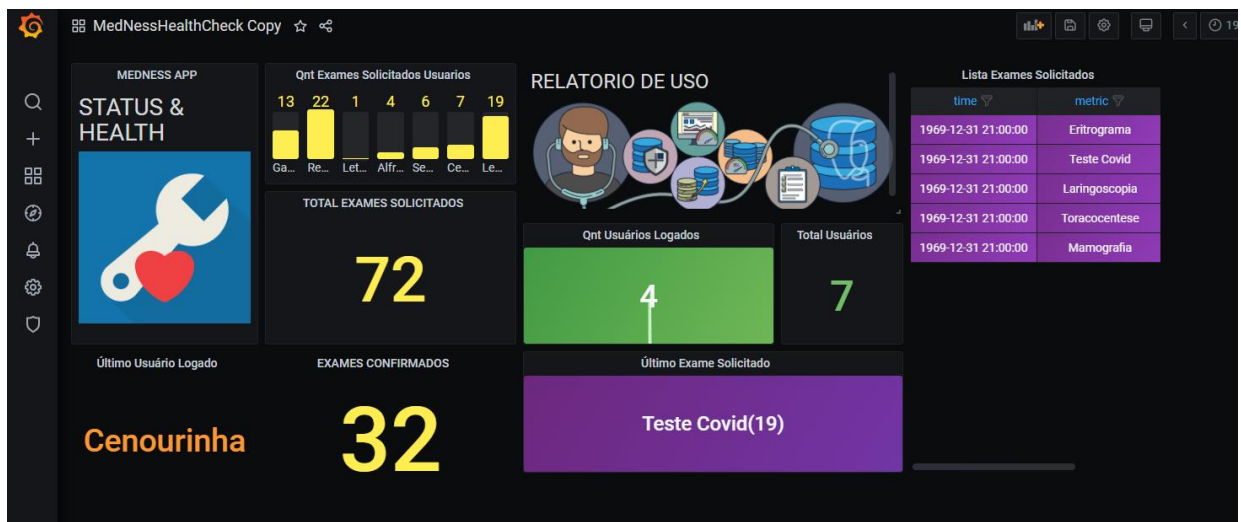 MedNessHealthCheck Copy
19
MEDNESS APP
STATUS &
HEALTH
Qnt Exames Solicitados Usuarios
13 22 1 4 6 7 19
Ga... Re... Let... Alfr... Se... Ce... Le...
TOTAL EXAMES SOLICITADOS
72
RELATORIO DE USO
Qnt Usuários Logados
4
Total Usuários
7
Lista Exames Solicitados
time metric
1969-12-31 21:00:00 Eritrograma
1969-12-31 21:00:00 Teste Covid
1969-12-31 21:00:00 Laringoscopia
1969-12-31 21:00:00 Toracocentese
1969-12-31 21:00:00 Mamografia
Último Usuário Logado
Cenourinha
EXAMES CONFIRMADOS
32
Último Exame Solicitado
Teste Covid(19)